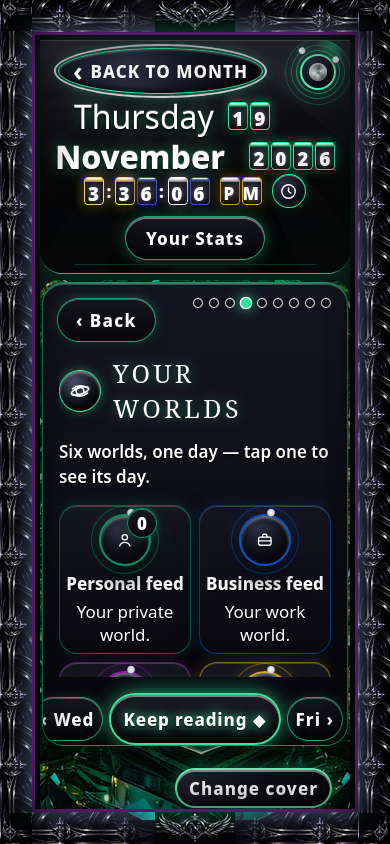 ‹ BACK TO MONTH
Thursday 19
November 2026
3:36:06 PM
Your Stats
‹ Back
YOUR
WORLDS
Six worlds, one day — tap one to
see its day.
0
Personal feed
Your private
world.
Business feed
Your work
world.
‹ Wed
Keep reading ◆
Fri ›
Change cover